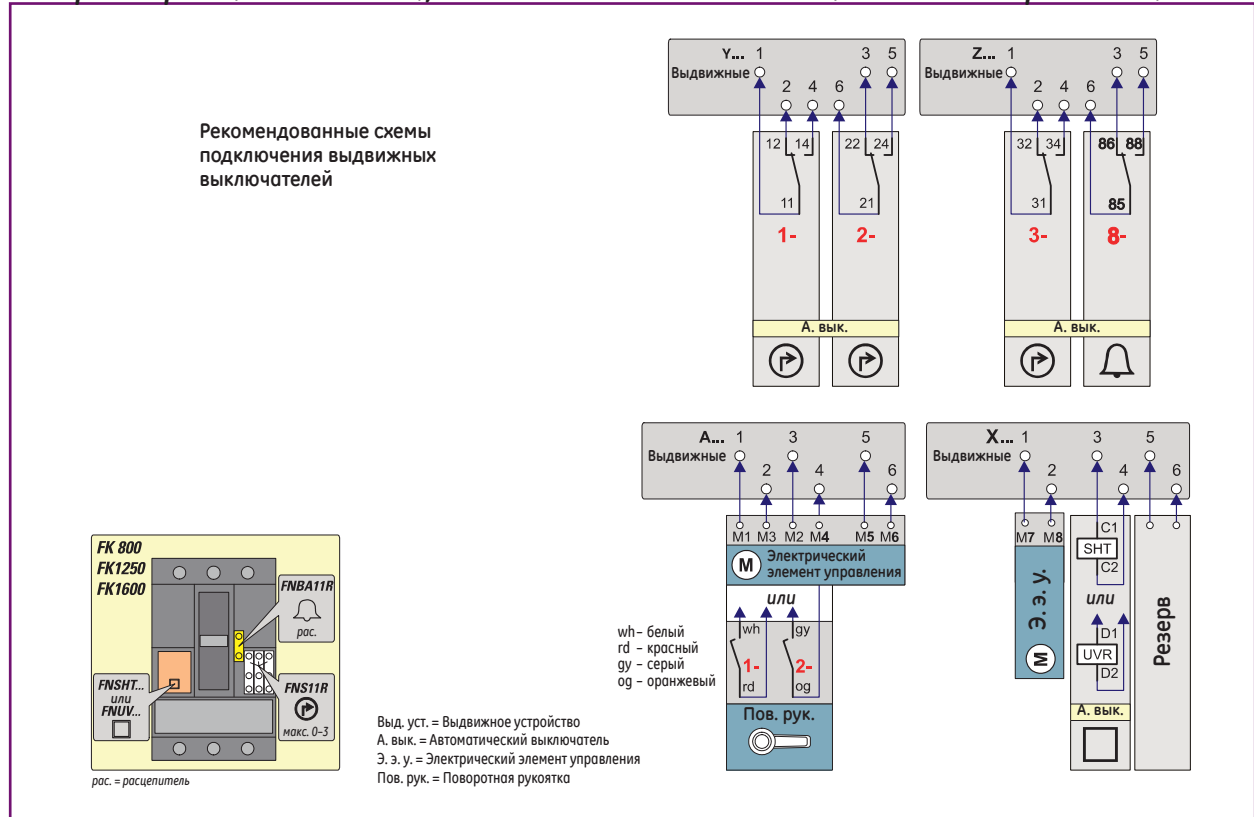 Рекомендованные схемы
подключения выдвижных
выключателей
Y... 1 3 5
Выдвижные
2 4 6
12 14 22 24
11 21
1- 2-
А. вык.
Z... 1 3 5
Выдвижные
2 4 6
32 34 86 88
31 85
3- 8-
А. вык.
A... 1 3 5
Выдвижные
2 4 6
M1 M3 M2 M4 M5 M6
M Электрический
элемент управления
или
wh gy
1- 2-
rd og
Пов. рук.
wh – белый
rd – красный
gy – серый
og – оранжевый
X... 1 3 5
Выдвижные
2 4 6
M7 M8
Э. э. у.
M
C1
SHT
C2
или
D1
UVR
D2
А. вык.
Резерв
FK 800
FK1250
FK1600
FNBA11R
рас.
FNSHT...
или
FNUV...
FNS11R
макс. 0–3
рас. = расцепитель
Выд. уст. = Выдвижное устройство
А. вык. = Автоматический выключатель
Э. э. у. = Электрический элемент управления
Пов. рук. = Поворотная рукоятка